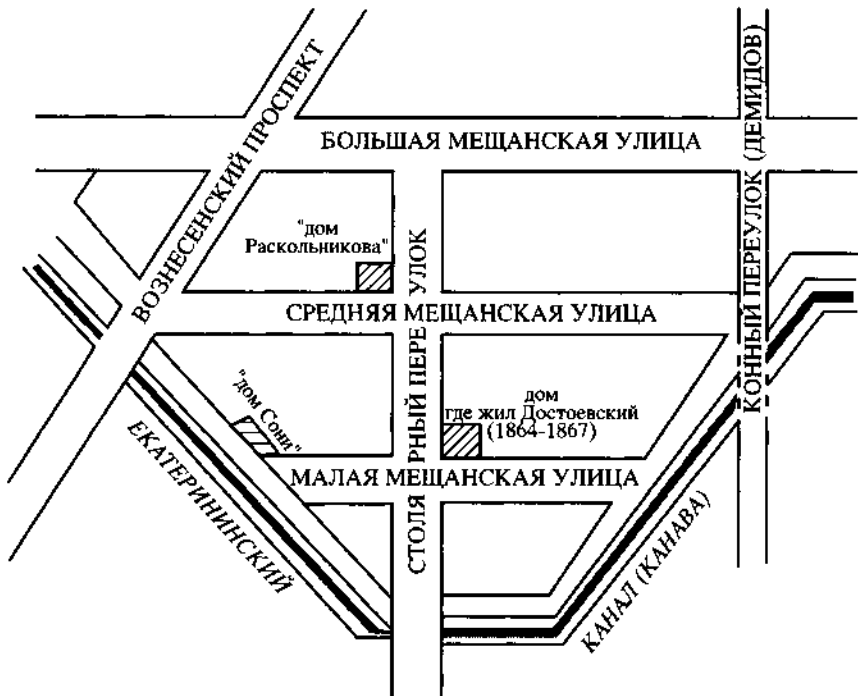 ВОЗНЕСЕНСКИЙ ПРОСПЕКТ
БОЛЬШАЯ МЕЩАНСКАЯ УЛИЦА
КОННЫЙ ПЕРЕУЛОК (ДЕМИДОВ)
"дом
Раскольникова"
СТОЛЯРНЫЙ ПЕРЕУЛОК
СРЕДНЯЯ МЕЩАНСКАЯ УЛИЦА
"дом Сони"
дом
где жил Достоевский
(1864-1867)
МАЛАЯ МЕЩАНСКАЯ УЛИЦА
ЕКАТЕРИНИНСКИЙ
КАНАЛ (КАНАВА)